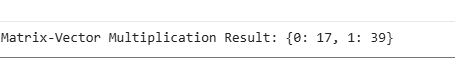 Matrix-Vector Multiplication Result: {0: 17, 1: 39}